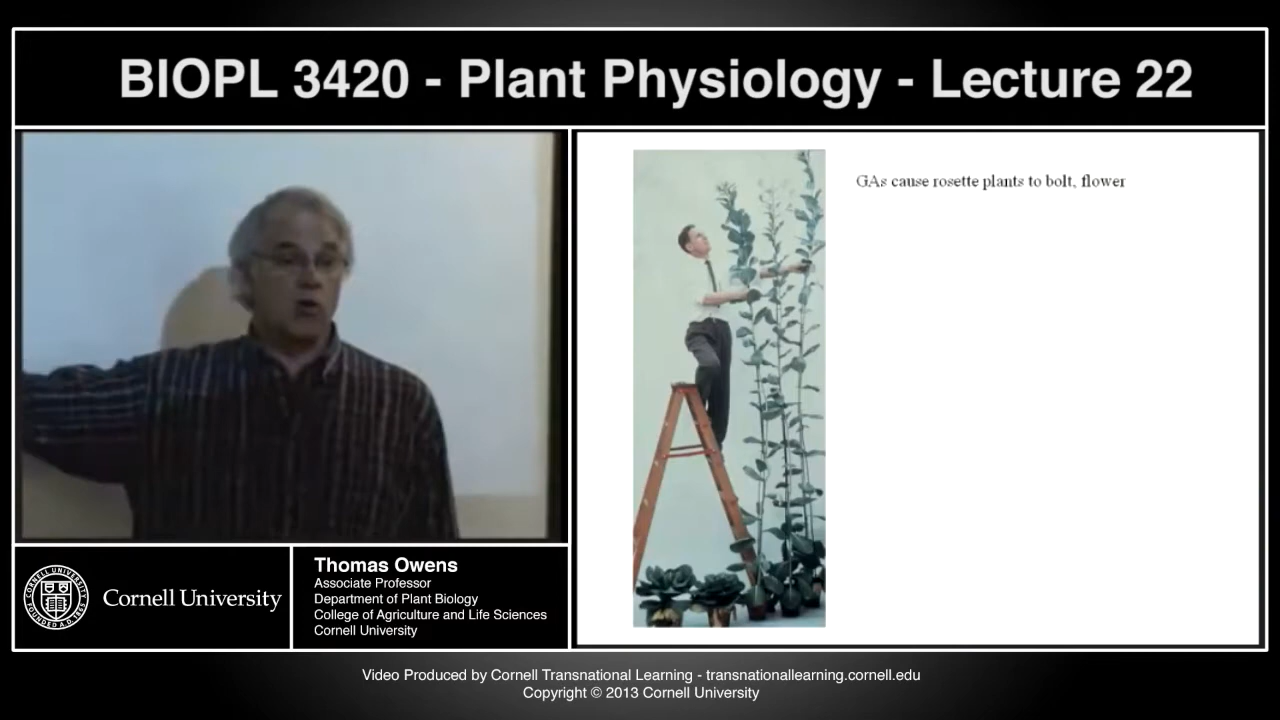 BIOPL 3420 - Plant Physiology - Lecture 22
GAs cause rosette plants to bolt, flower
Cornell University
Thomas Owens
Associate Professor
Department of Plant Biology
College of Agriculture and Life Sciences
Cornell University
Video Produced by Cornell Transnational Learning - transnationallearning.cornell.edu
Copyright © 2013 Cornell University